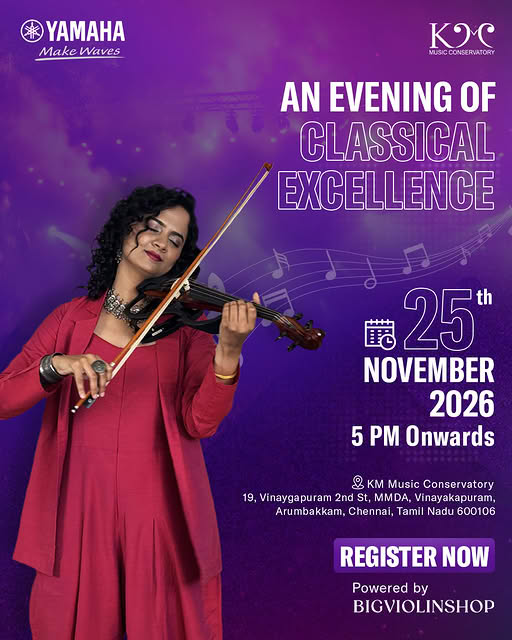 YAMAHA
Make Waves
KMC
MUSIC CONSERVATORY
AN EVENING OF
CLASSICAL
EXCELLENCE
25th
NOVEMBER
2026
5 PM Onwards
KM Music Conservatory
19, Vinaygapuram 2nd St, MMDA, Vinayakapuram,
Arumbakkam, Chennai, Tamil Nadu 600106
REGISTER NOW
Powered by
BIGVIOLINSHOP